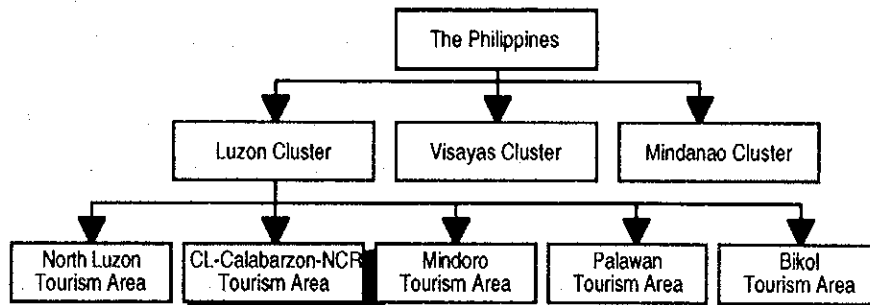 The Philippines
Luzon Cluster
Visayas Cluster
Mindanao Cluster
North Luzon
Tourism Area
CL-Calabarzon-NCR
Tourism Area
Mindoro
Tourism Area
Palawan
Tourism Area
Bikol
Tourism Area